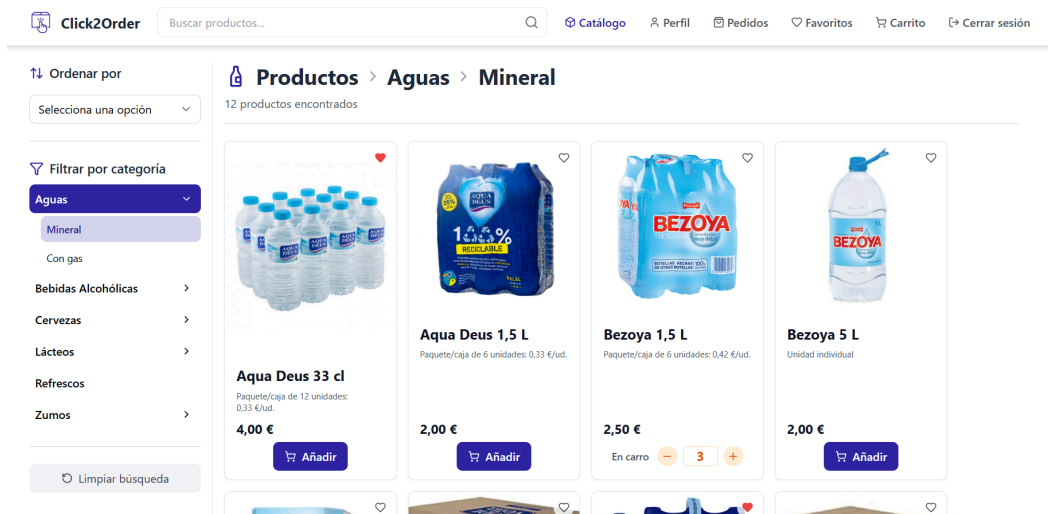 Click2Order
Buscar productos...
Catálogo
Perfil
Pedidos
Favoritos
Carrito
Cerrar sesión
Ordenar por
Selecciona una opción
Filtrar por categoría
Aguas
Mineral
Con gas
Bebidas Alcohólicas
Cervezas
Lácteos
Refrescos
Zumos
Limpiar búsqueda
Productos > Aguas > Mineral
12 productos encontrados
Aqua Deus 33 cl
Paquete/caja de 12 unidades:
0,33 €/ud.
4,00 €
Añadir
AQUA
DEUS
100%
RECICLABLE
Aqua Deus 1,5 L
Paquete/caja de 6 unidades: 0,33 €/ud.
2,00 €
Añadir
BEZOYA
Bezoya 1,5 L
Paquete/caja de 6 unidades: 0,42 €/ud.
2,50 €
En carro − 3 +
BEZOYA
Bezoya 5 L
Unidad individual
2,00 €
Añadir